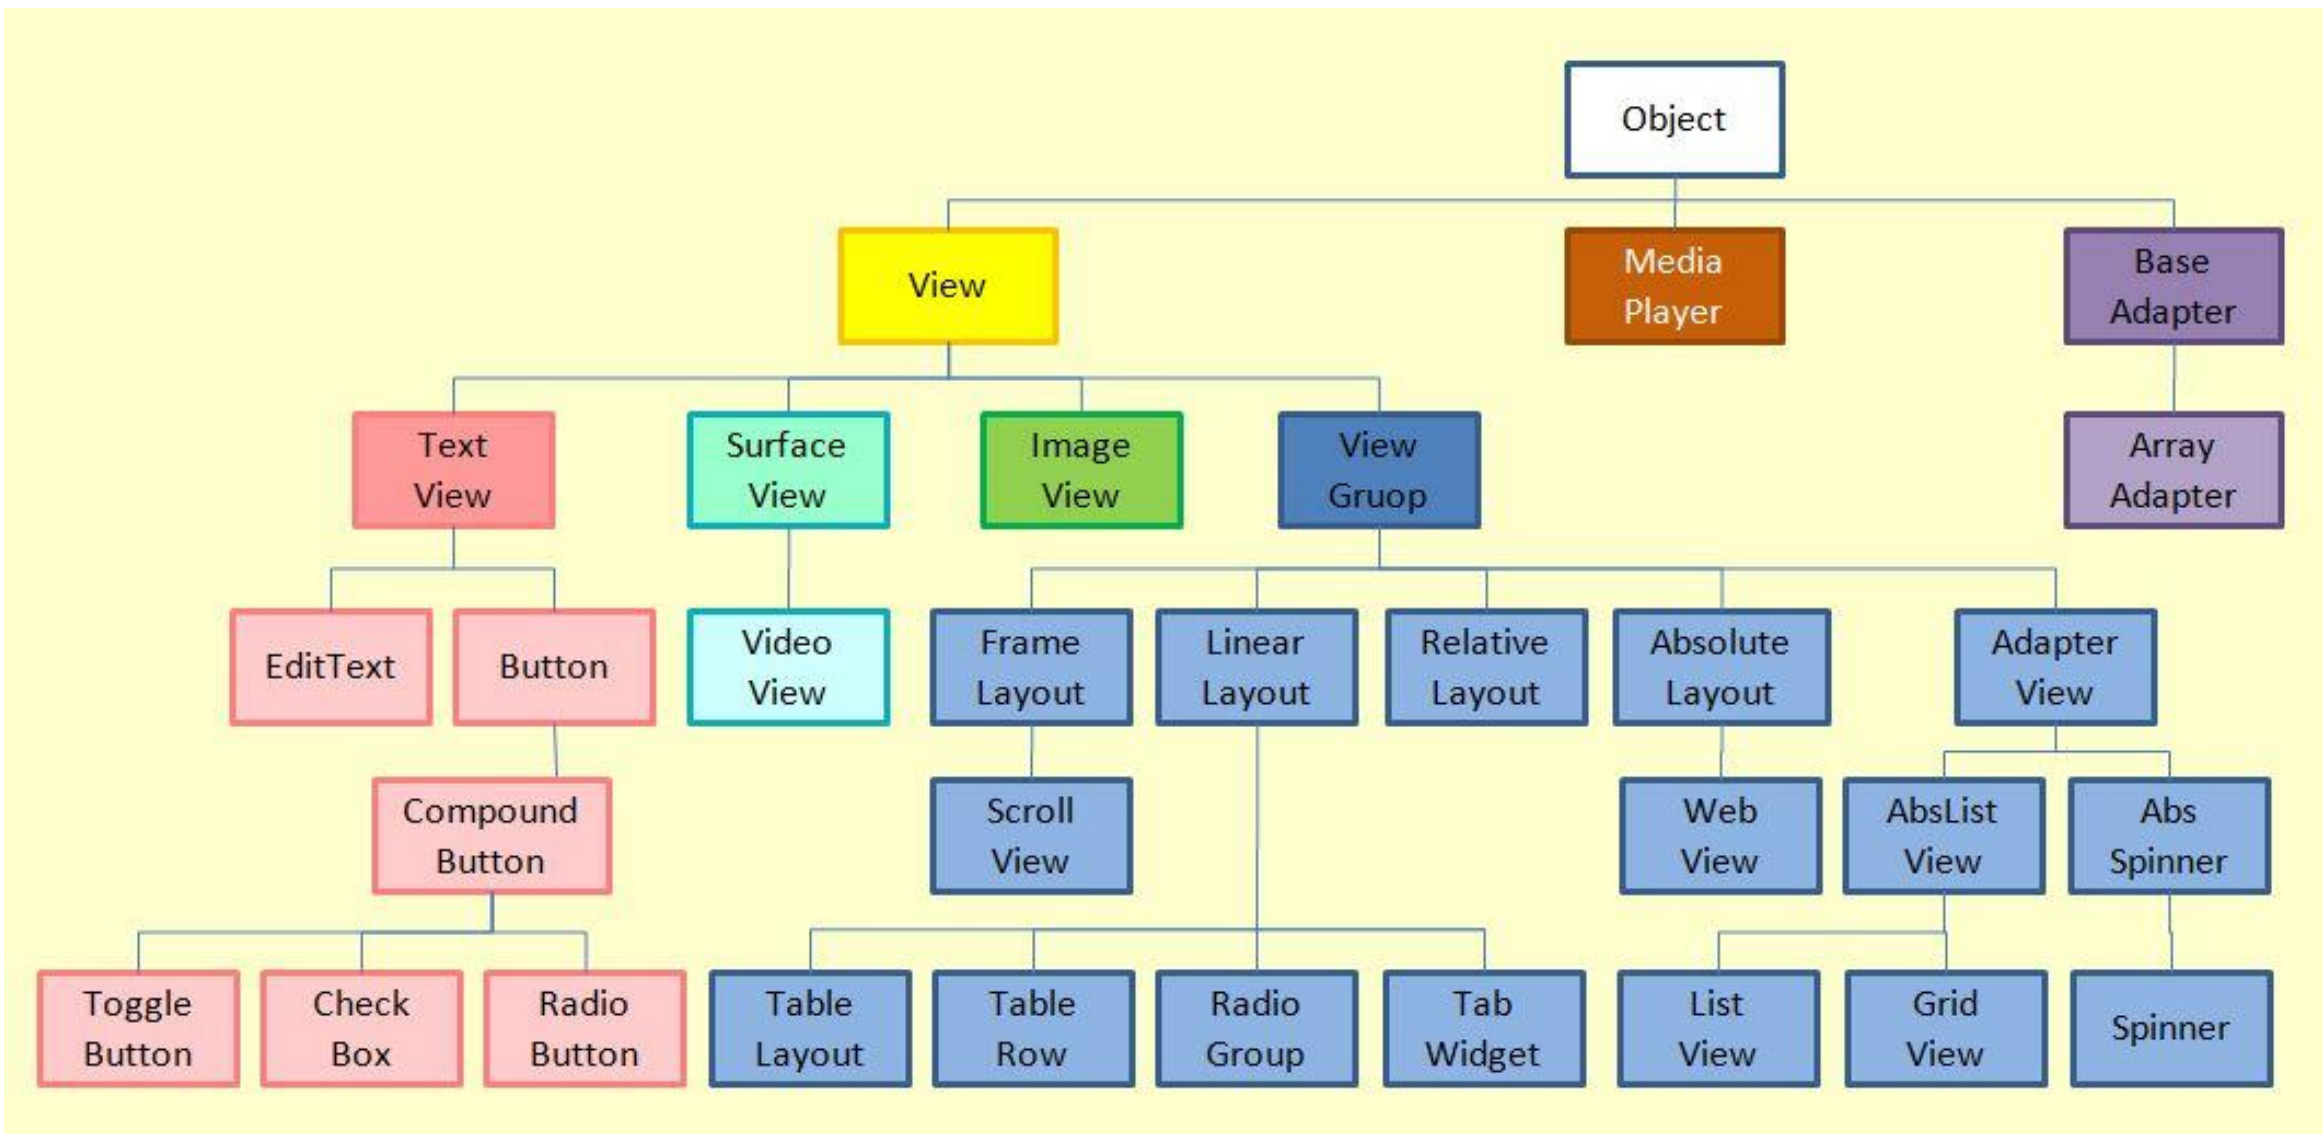 Object
View
Media
Player
Base
Adapter
Text
View
Surface
View
Image
View
View
Gruop
Array
Adapter
EditText
Button
Video
View
Frame
Layout
Linear
Layout
Relative
Layout
Absolute
Layout
Adapter
View
Compound
Button
Scroll
View
Web
View
AbsList
View
Abs
Spinner
Toggle
Button
Check
Box
Radio
Button
Table
Layout
Table
Row
Radio
Group
Tab
Widget
List
View
Grid
View
Spinner